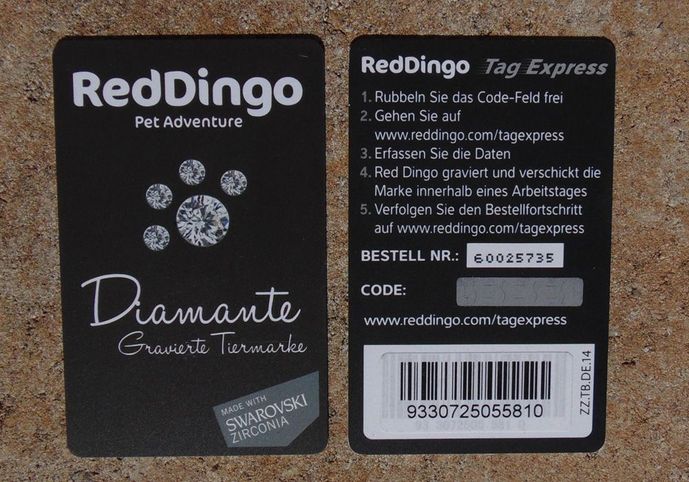 RedDingo
Pet Adventure
Diamante
Gravierte Tiermarke
MADE WITH
SWAROVSKI
ZIRCONIA
RedDingo Tag Express
1. Rubbeln Sie das Code-Feld frei
2. Gehen Sie auf
www.reddingo.com/tagexpress
3. Erfassen Sie die Daten
4. Red Dingo graviert und verschickt die
Marke innerhalb eines Arbeitstages
5. Verfolgen Sie den Bestellfortschritt
auf www.reddingo.com/tagexpress
BESTELL NR.: 60025735
CODE:
www.reddingo.com/tagexpress
9330725055810
ZZ.TB.DE.14